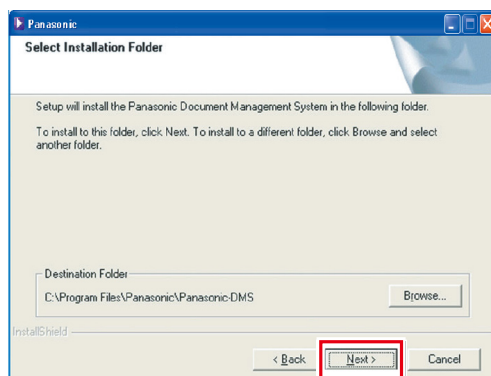 Panasonic
Select Installation Folder
Setup will install the Panasonic Document Management System in the following folder.
To install to this folder, click Next. To install to a different folder, click Browse and select
another folder.
Destination Folder
C:\Program Files\Panasonic\Panasonic-DMS
Browse...
InstallShield
< Back
Next >
Cancel